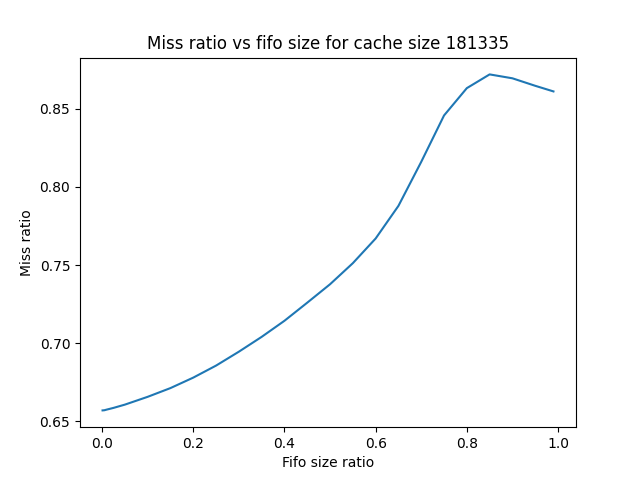 Miss ratio vs fifo size for cache size 181335
Miss ratio
0.85
0.80
0.75
0.70
0.65
0.0 0.2 0.4 0.6 0.8 1.0
Fifo size ratio